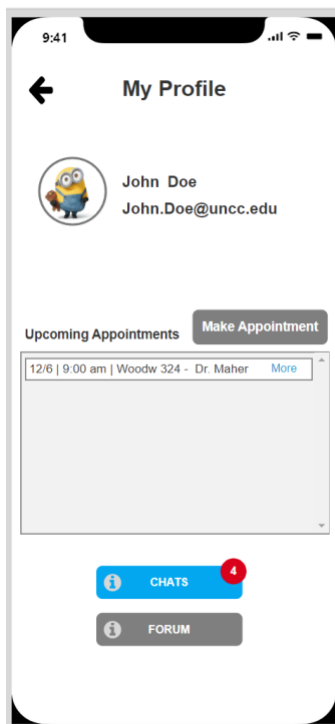 9:41
My Profile
John Doe
John.Doe@uncc.edu
Make Appointment
Upcoming Appointments
12/6 | 9:00 am | Woodw 324 - Dr. Maher More
4
CHATS
FORUM